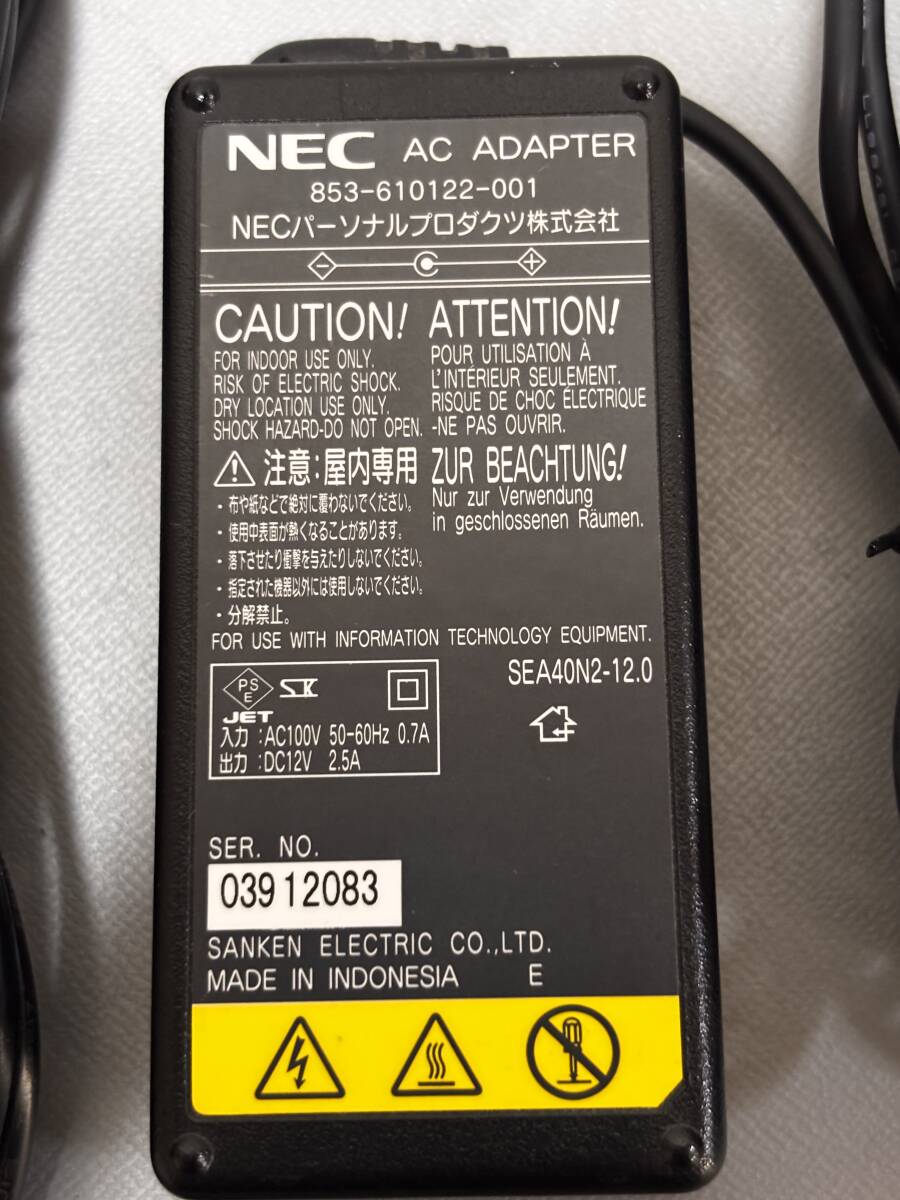 NEC AC ADAPTER
853-610122-001
NECパーソナルプロダクツ株式会社
CAUTION!
FOR INDOOR USE ONLY.
RISK OF ELECTRIC SHOCK.
DRY LOCATION USE ONLY.
SHOCK HAZARD-DO NOT OPEN.
ATTENTION!
POUR UTILISATION À
L'INTÉRIEUR SEULEMENT.
RISQUE DE CHOC ÉLECTRIQUE
-NE PAS OUVRIR.
注意:屋内専用
・布や紙などで絶対に覆わないでください。
・使用中表面が熱くなることがあります。
・落下させたり衝撃を与えたりしないでください。
・指定された機器以外には使用しないでください。
・分解禁止。
ZUR BEACHTUNG!
Nur zur Verwendung
in geschlossenen Räumen.
FOR USE WITH INFORMATION TECHNOLOGY EQUIPMENT.
PS
E
JET
入力:AC100V 50-60Hz 0.7A
出力:DC12V 2.5A
SEA40N2-12.0
SER. NO.
03912083
SANKEN ELECTRIC CO.,LTD.
MADE IN INDONESIA E